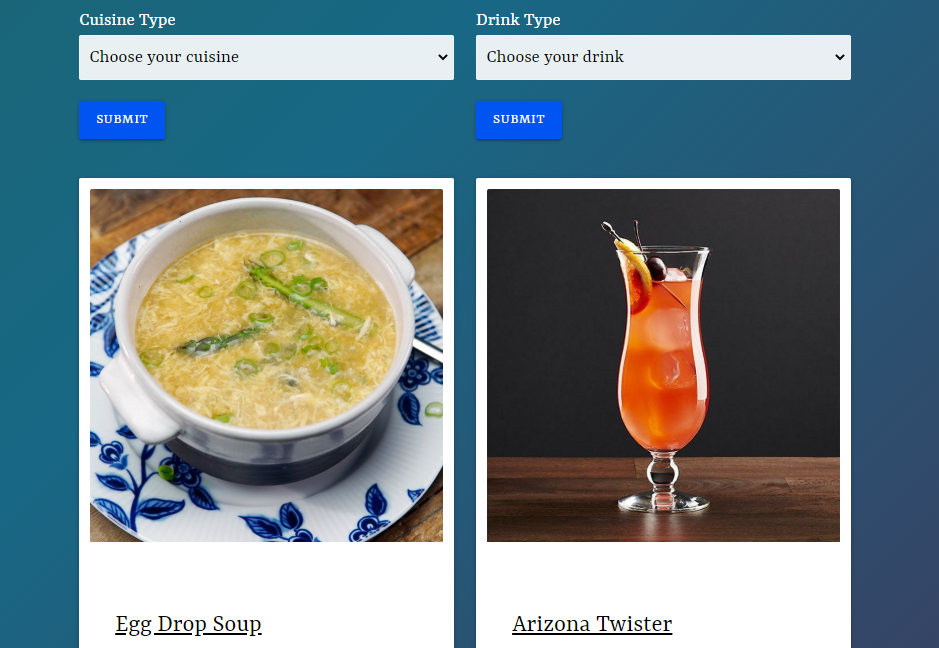 Cuisine Type
Choose your cuisine
SUBMIT
Drink Type
Choose your drink
SUBMIT
Egg Drop Soup
Arizona Twister